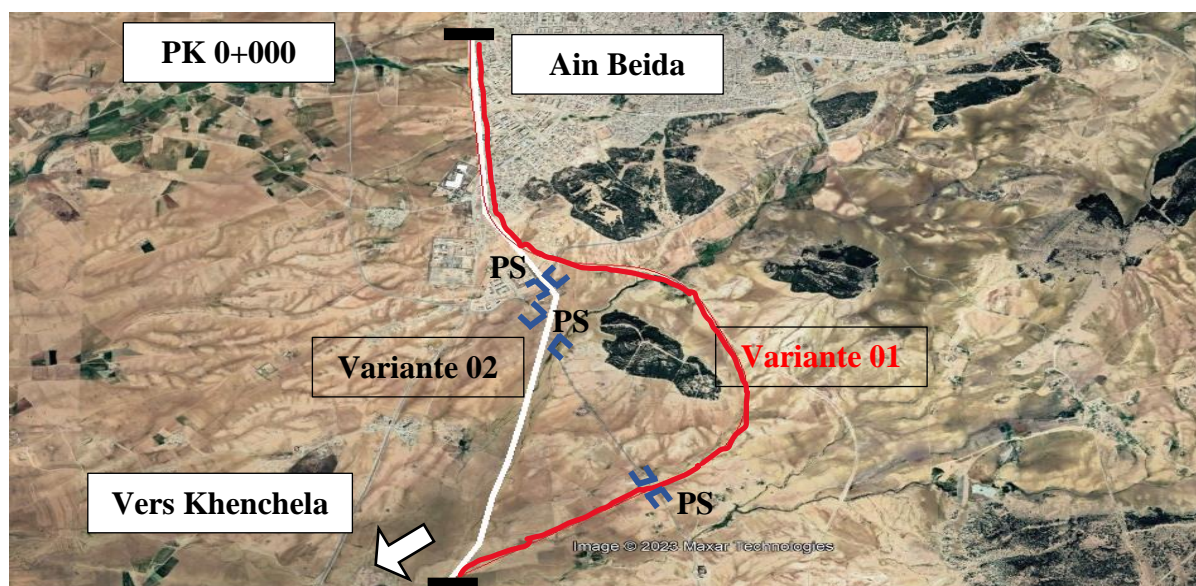 PK 0+000
Ain Beida
PS
PS
Variante 02
Variante 01
Vers Khenchela
PS
Image © 2023 Maxar Technologies